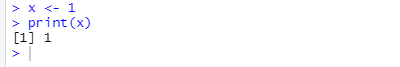 > x <- 1
> print(x)
[1] 1
>